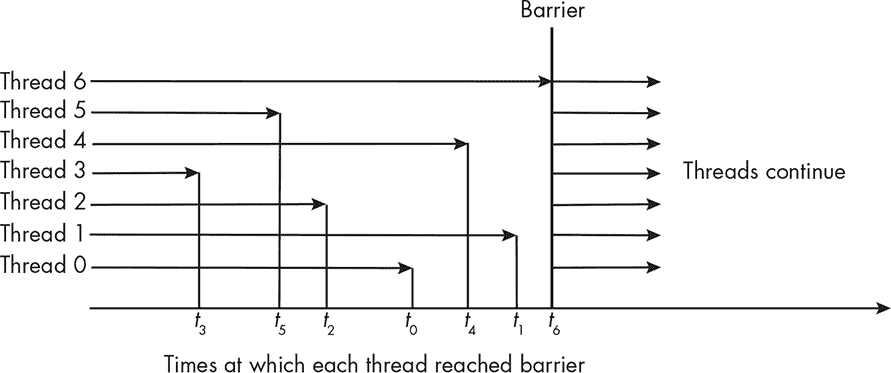 Barrier
Thread 6
Thread 5
Thread 4
Thread 3
Thread 2
Thread 1
Thread 0
Threads continue
t3 t5 t2 t0 t4 t1 t6
Times at which each thread reached barrier